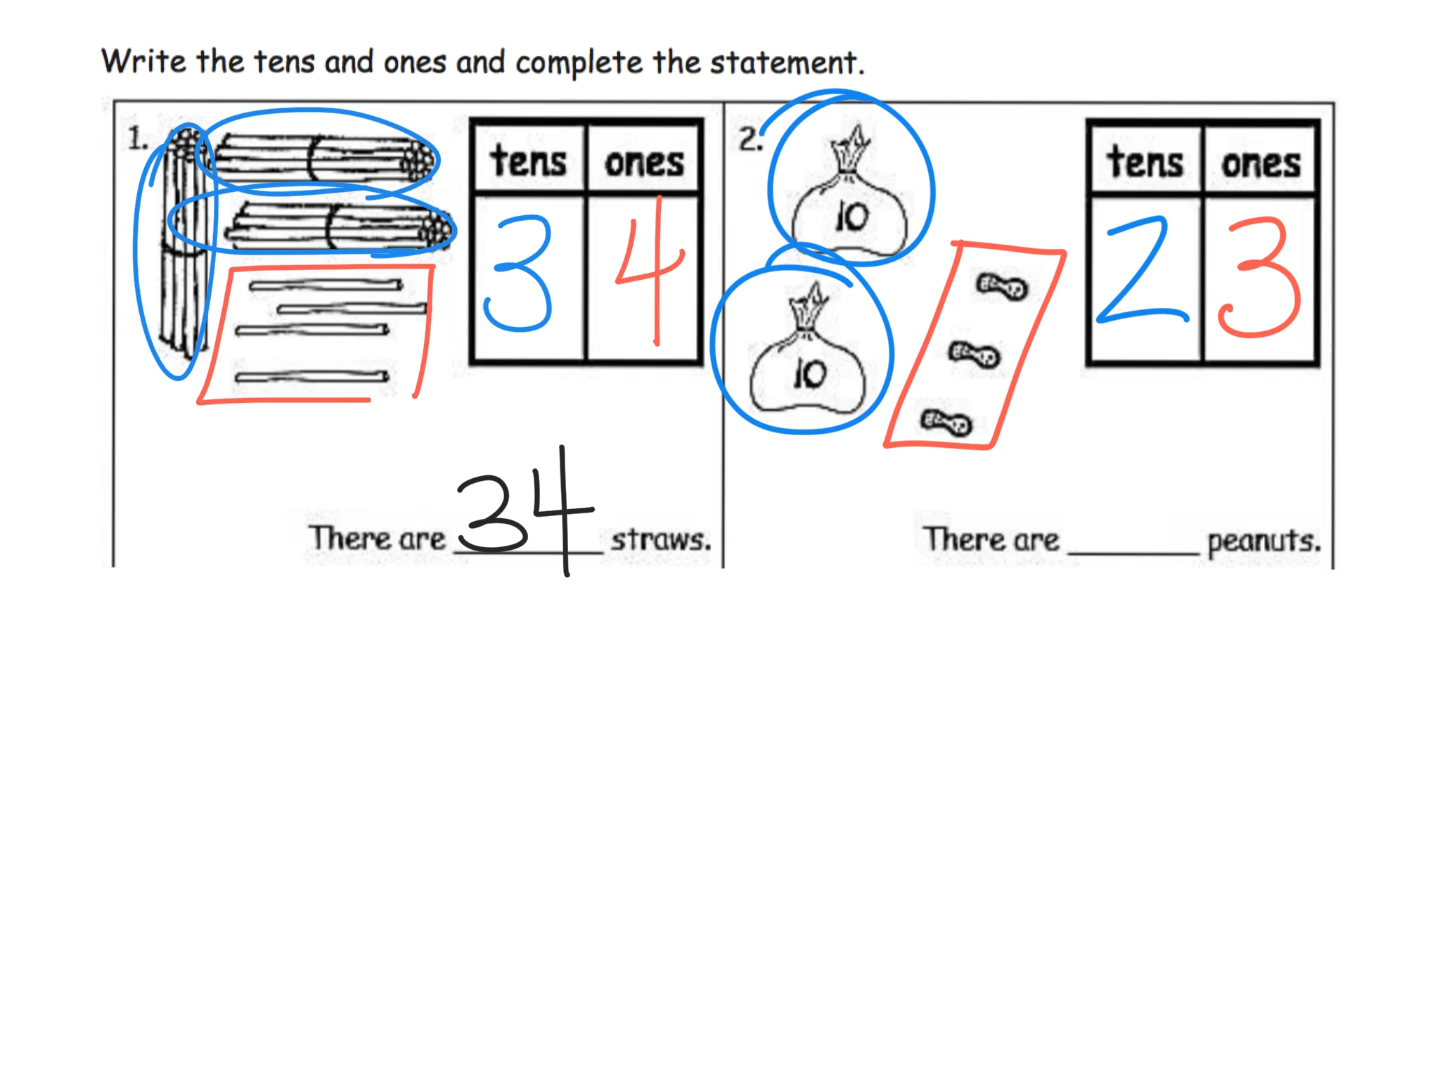 Write the tens and ones and complete the statement.
1. tens ones
3 4
There are 34 straws.
2. 10 10 tens ones
2 3
There are ______ peanuts.